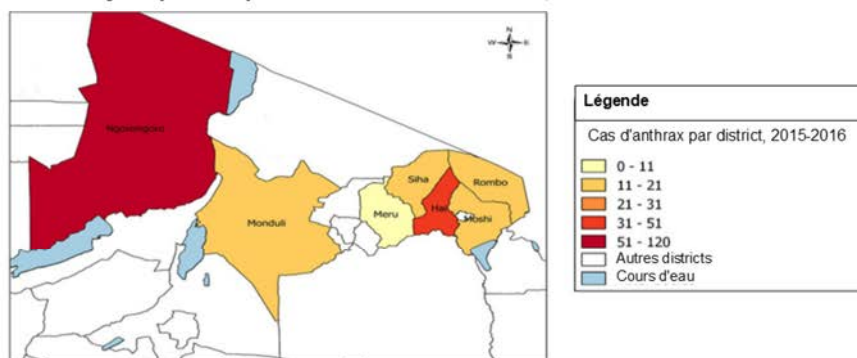 N
W E
S
Ngorongoro
Monduli
Meru
Siha
Hai
Rombo
Moshi
Légende
Cas d'anthrax par district, 2015-2016
0 - 11
11 - 21
21 - 31
31 - 51
51 - 120
Autres districts
Cours d'eau